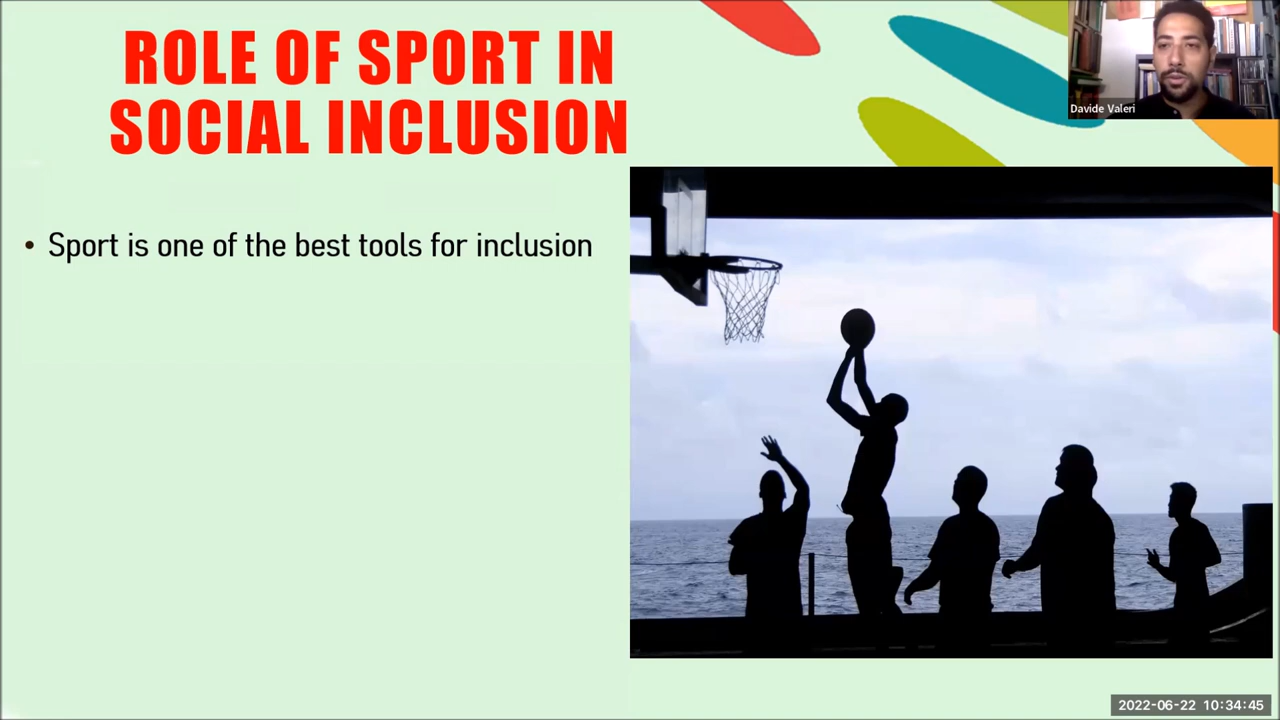 ROLE OF SPORT IN
SOCIAL INCLUSION
Davide Valeri
• Sport is one of the best tools for inclusion
2022-06-22 10:34:45